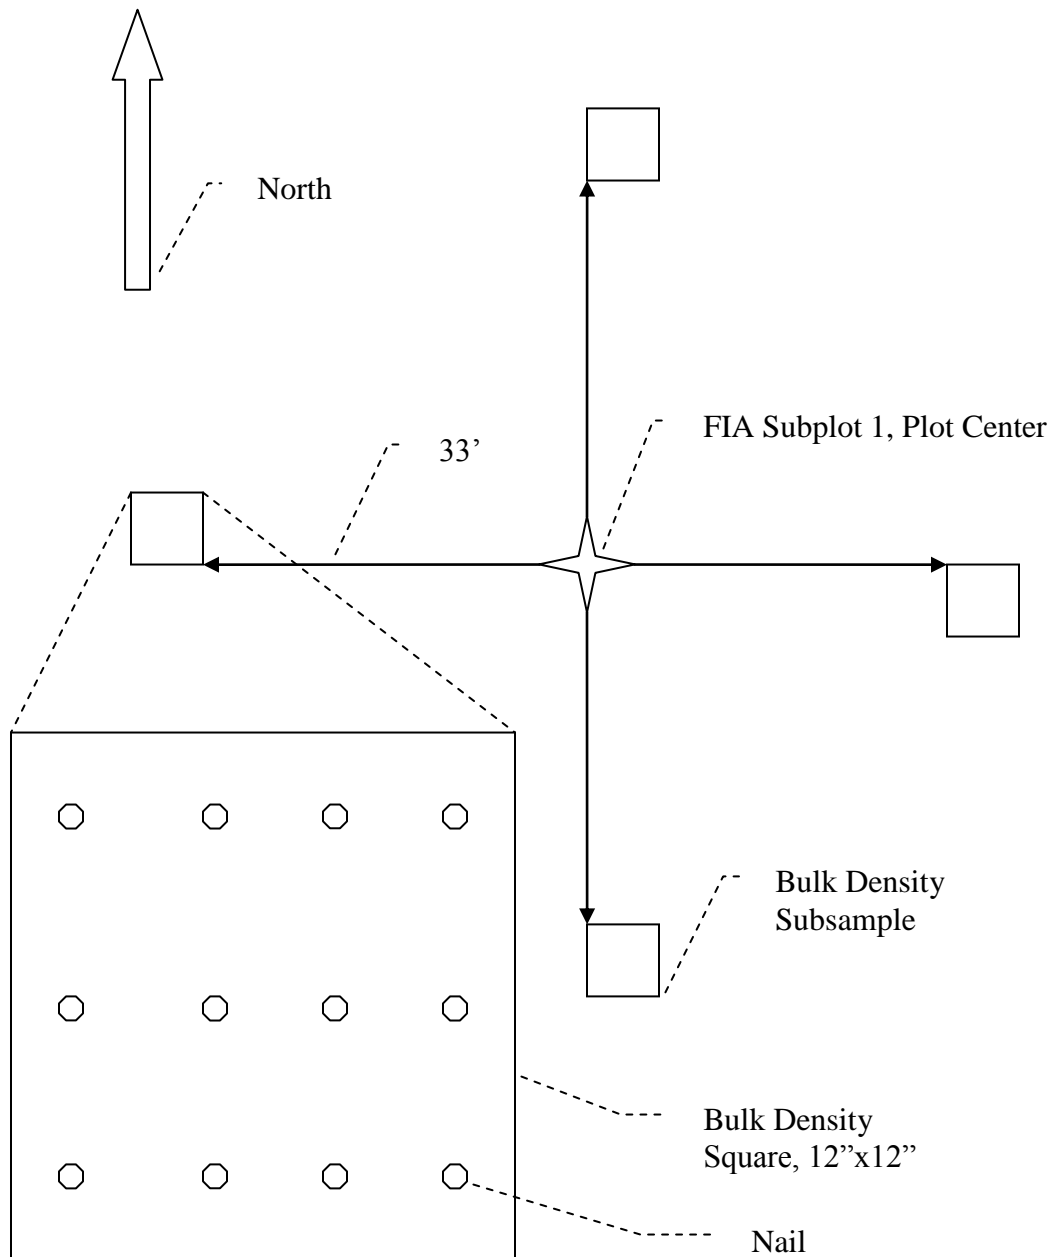 North
FIA Subplot 1, Plot Center
33’
Bulk Density
Subsample
Bulk Density
Square, 12”x12”
Nail